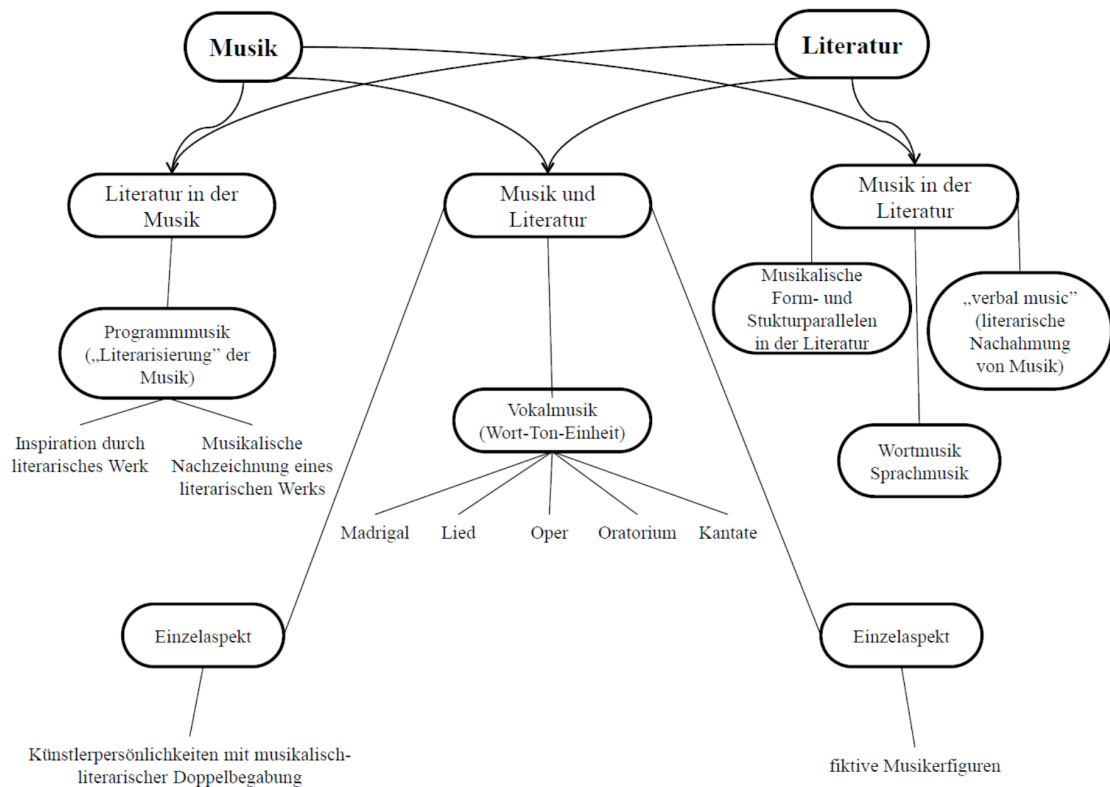 Musik
Literatur
Literatur in der
Musik
Musik und
Literatur
Musik in der
Literatur
Musikalische
Form- und
Stukturparallelen
in der Literatur
„verbal music”
(literarische
Nachahmung
von Musik)
Programmmusik
(„Literarisierung” der
Musik)
Vokalmusik
(Wort-Ton-Einheit)
Wortmusik
Sprachmusik
Inspiration durch
literarisches Werk
Musikalische
Nachzeichnung eines
literarischen Werks
Madrigal
Lied
Oper
Oratorium
Kantate
Einzelaspekt
Einzelaspekt
Künstlerpersönlichkeiten mit musikalisch-
literarischer Doppelbegabung
fiktive Musikerfiguren